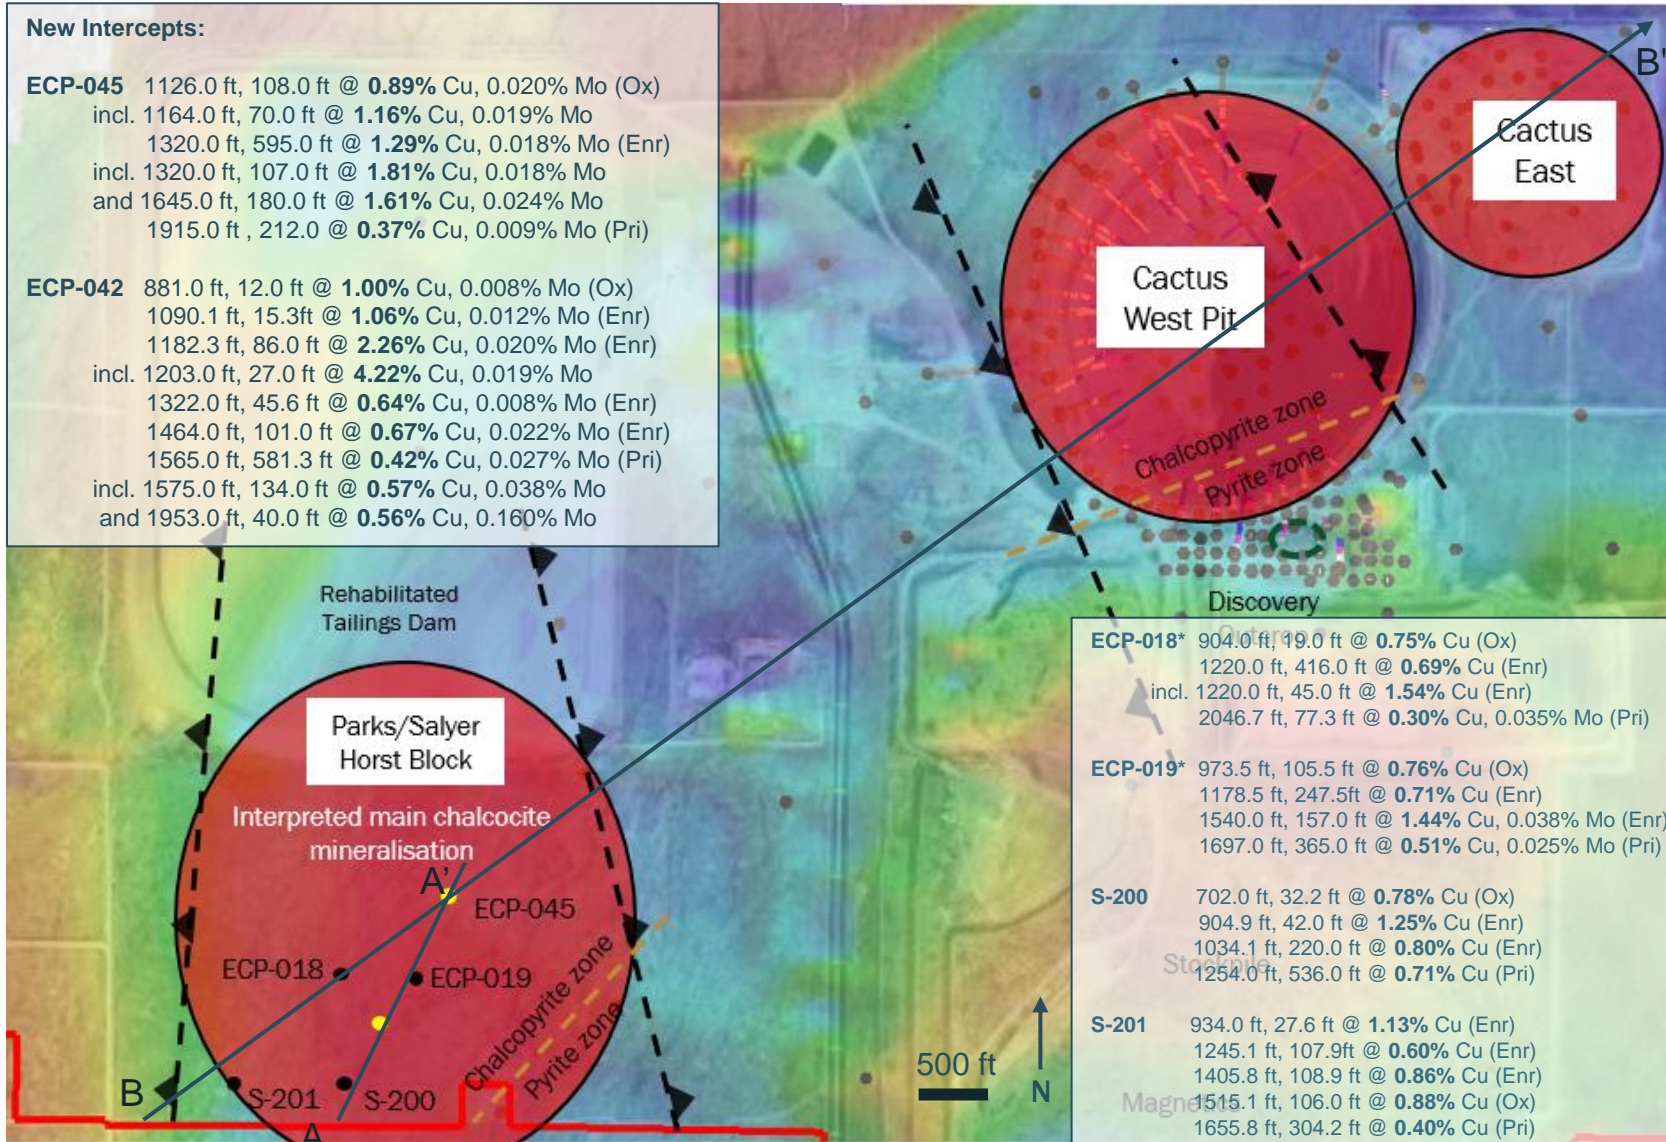 New Intercepts:
ECP-045 1126.0 ft, 108.0 ft @ 0.89% Cu, 0.020% Mo (Ox)
incl. 1164.0 ft, 70.0 ft @ 1.16% Cu, 0.019% Mo
1320.0 ft, 595.0 ft @ 1.29% Cu, 0.018% Mo (Enr)
incl. 1320.0 ft, 107.0 ft @ 1.81% Cu, 0.018% Mo
and 1645.0 ft, 180.0 ft @ 1.61% Cu, 0.024% Mo
1915.0 ft , 212.0 @ 0.37% Cu, 0.009% Mo (Pri)
ECP-042 881.0 ft, 12.0 ft @ 1.00% Cu, 0.008% Mo (Ox)
1090.1 ft, 15.3ft @ 1.06% Cu, 0.012% Mo (Enr)
1182.3 ft, 86.0 ft @ 2.26% Cu, 0.020% Mo (Enr)
incl. 1203.0 ft, 27.0 ft @ 4.22% Cu, 0.019% Mo
1322.0 ft, 45.6 ft @ 0.64% Cu, 0.008% Mo (Enr)
1464.0 ft, 101.0 ft @ 0.67% Cu, 0.022% Mo (Enr)
1565.0 ft, 581.3 ft @ 0.42% Cu, 0.027% Mo (Pri)
incl. 1575.0 ft, 134.0 ft @ 0.57% Cu, 0.038% Mo
and 1953.0 ft, 40.0 ft @ 0.56% Cu, 0.160% Mo
B'
Cactus
East
Cactus
West Pit
Chalcopyrite zone
Pyrite zone
Discovery
Outcrop
Rehabilitated
Tailings Dam
Parks/Salyer
Horst Block
Interpreted main chalcocite
mineralisation
A'
ECP-045
ECP-018
ECP-019
Chalcopyrite zone
Pyrite zone
B
S-201
S-200
A
500 ft
N
ECP-018* 904.0 ft, 19.0 ft @ 0.75% Cu (Ox)
1220.0 ft, 416.0 ft @ 0.69% Cu (Enr)
incl. 1220.0 ft, 45.0 ft @ 1.54% Cu (Enr)
2046.7 ft, 77.3 ft @ 0.30% Cu, 0.035% Mo (Pri)
ECP-019* 973.5 ft, 105.5 ft @ 0.76% Cu (Ox)
1178.5 ft, 247.5ft @ 0.71% Cu (Enr)
1540.0 ft, 157.0 ft @ 1.44% Cu, 0.038% Mo (Enr)
1697.0 ft, 365.0 ft @ 0.51% Cu, 0.025% Mo (Pri)
S-200 702.0 ft, 32.2 ft @ 0.78% Cu (Ox)
904.9 ft, 42.0 ft @ 1.25% Cu (Enr)
1034.1 ft, 220.0 ft @ 0.80% Cu (Enr)
1254.0 ft, 536.0 ft @ 0.71% Cu (Pri)
Stockpile
S-201 934.0 ft, 27.6 ft @ 1.13% Cu (Enr)
1245.1 ft, 107.9ft @ 0.60% Cu (Enr)
1405.8 ft, 108.9 ft @ 0.86% Cu (Enr)
1515.1 ft, 106.0 ft @ 0.88% Cu (Ox)
1655.8 ft, 304.2 ft @ 0.40% Cu (Pri)
Magnetics